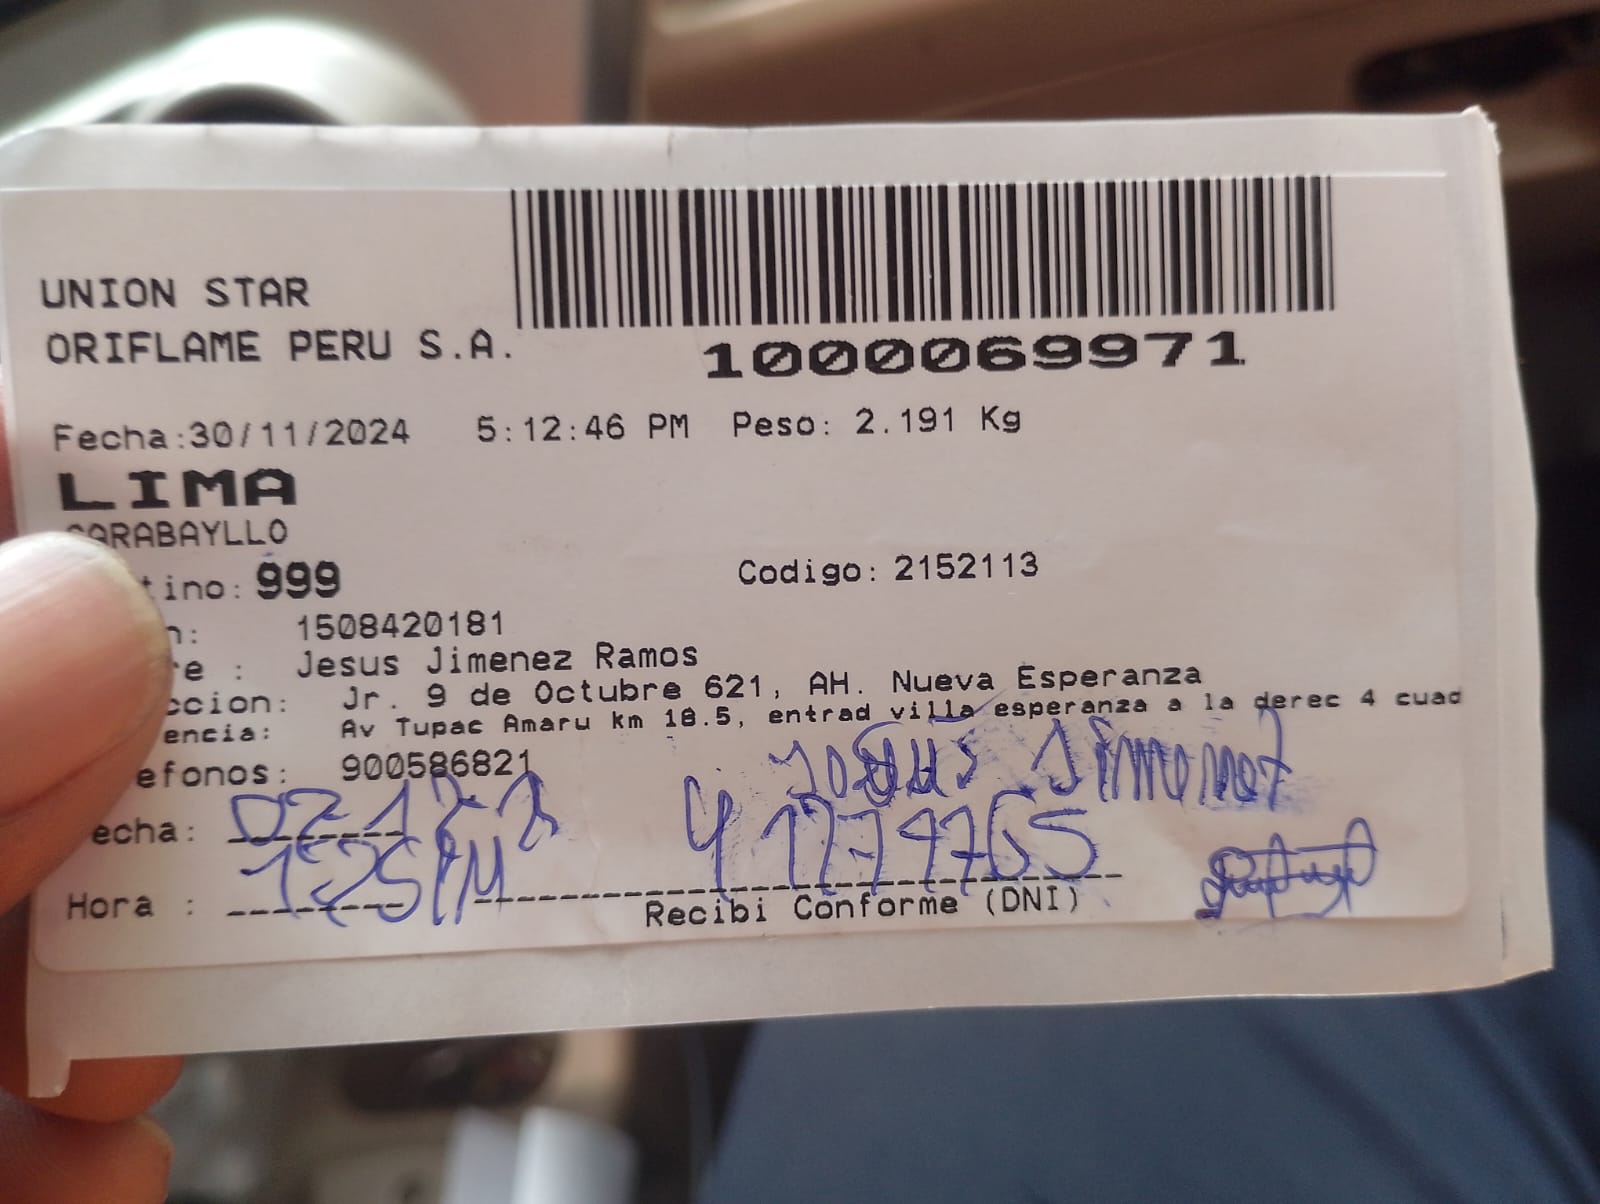 UNION STAR
ORIFLAME PERU S.A.
1000069971
Fecha:30/11/2024 5:12:46 PM Peso: 2.191 Kg
LIMA
CARABAYLLO
tino: 999 Codigo: 2152113
n: 1508420181
re : Jesus Jimenez Ramos
ccion: Jr. 9 de Octubre 621, AH. Nueva Esperanza
encia: Av Tupac Amaru km 18.5, entrad villa esperanza a la derec 4 cuad
efonos: 900586821
echa:
Hora : 1:25PM
Recibi Conforme (DNI)